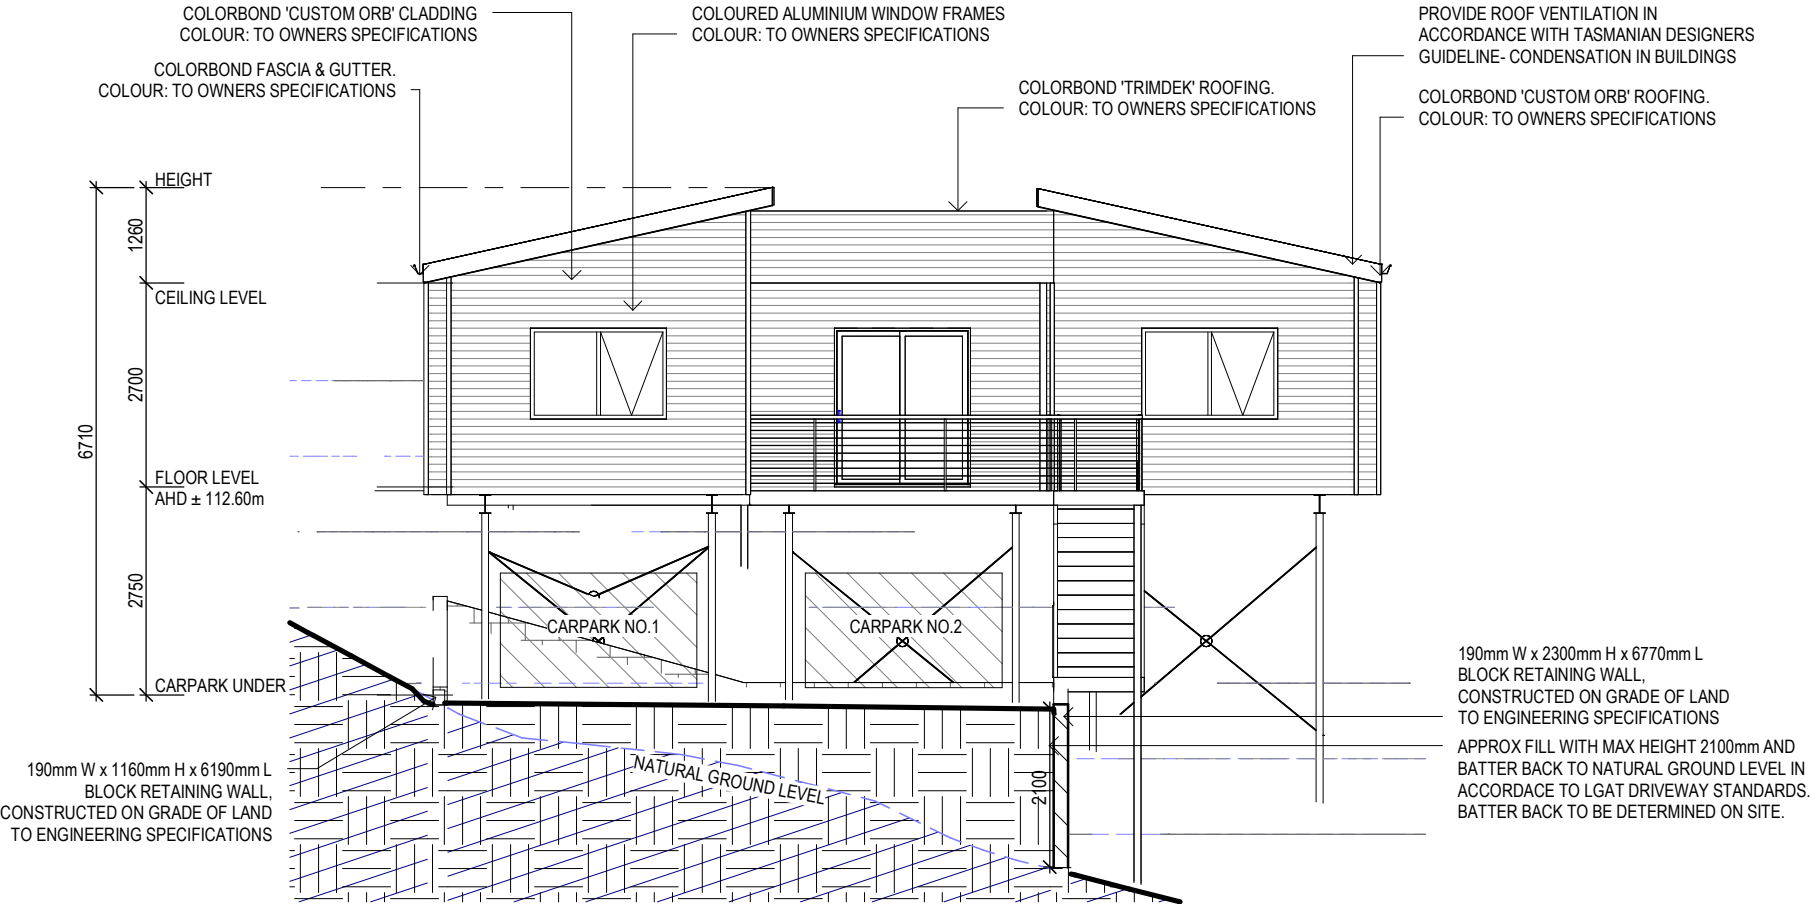 COLORBOND 'CUSTOM ORB' CLADDING
COLOUR: TO OWNERS SPECIFICATIONS
COLOURED ALUMINIUM WINDOW FRAMES
COLOUR: TO OWNERS SPECIFICATIONS
PROVIDE ROOF VENTILATION IN
ACCORDANCE WITH TASMANIAN DESIGNERS
GUIDELINE- CONDENSATION IN BUILDINGS
COLORBOND FASCIA & GUTTER.
COLOUR: TO OWNERS SPECIFICATIONS
COLORBOND 'TRIMDEK' ROOFING.
COLOUR: TO OWNERS SPECIFICATIONS
COLORBOND 'CUSTOM ORB' ROOFING.
COLOUR: TO OWNERS SPECIFICATIONS
HEIGHT
1260
CEILING LEVEL
2700
6710
FLOOR LEVEL
AHD ± 112.60m
2750
CARPARK UNDER
CARPARK NO.1
CARPARK NO.2
190mm W x 2300mm H x 6770mm L
BLOCK RETAINING WALL,
CONSTRUCTED ON GRADE OF LAND
TO ENGINEERING SPECIFICATIONS
APPROX FILL WITH MAX HEIGHT 2100mm AND
BATTER BACK TO NATURAL GROUND LEVEL IN
ACCORDACE TO LGAT DRIVEWAY STANDARDS.
BATTER BACK TO BE DETERMINED ON SITE.
NATURAL GROUND LEVEL
2100
190mm W x 1160mm H x 6190mm L
BLOCK RETAINING WALL,
CONSTRUCTED ON GRADE OF LAND
TO ENGINEERING SPECIFICATIONS